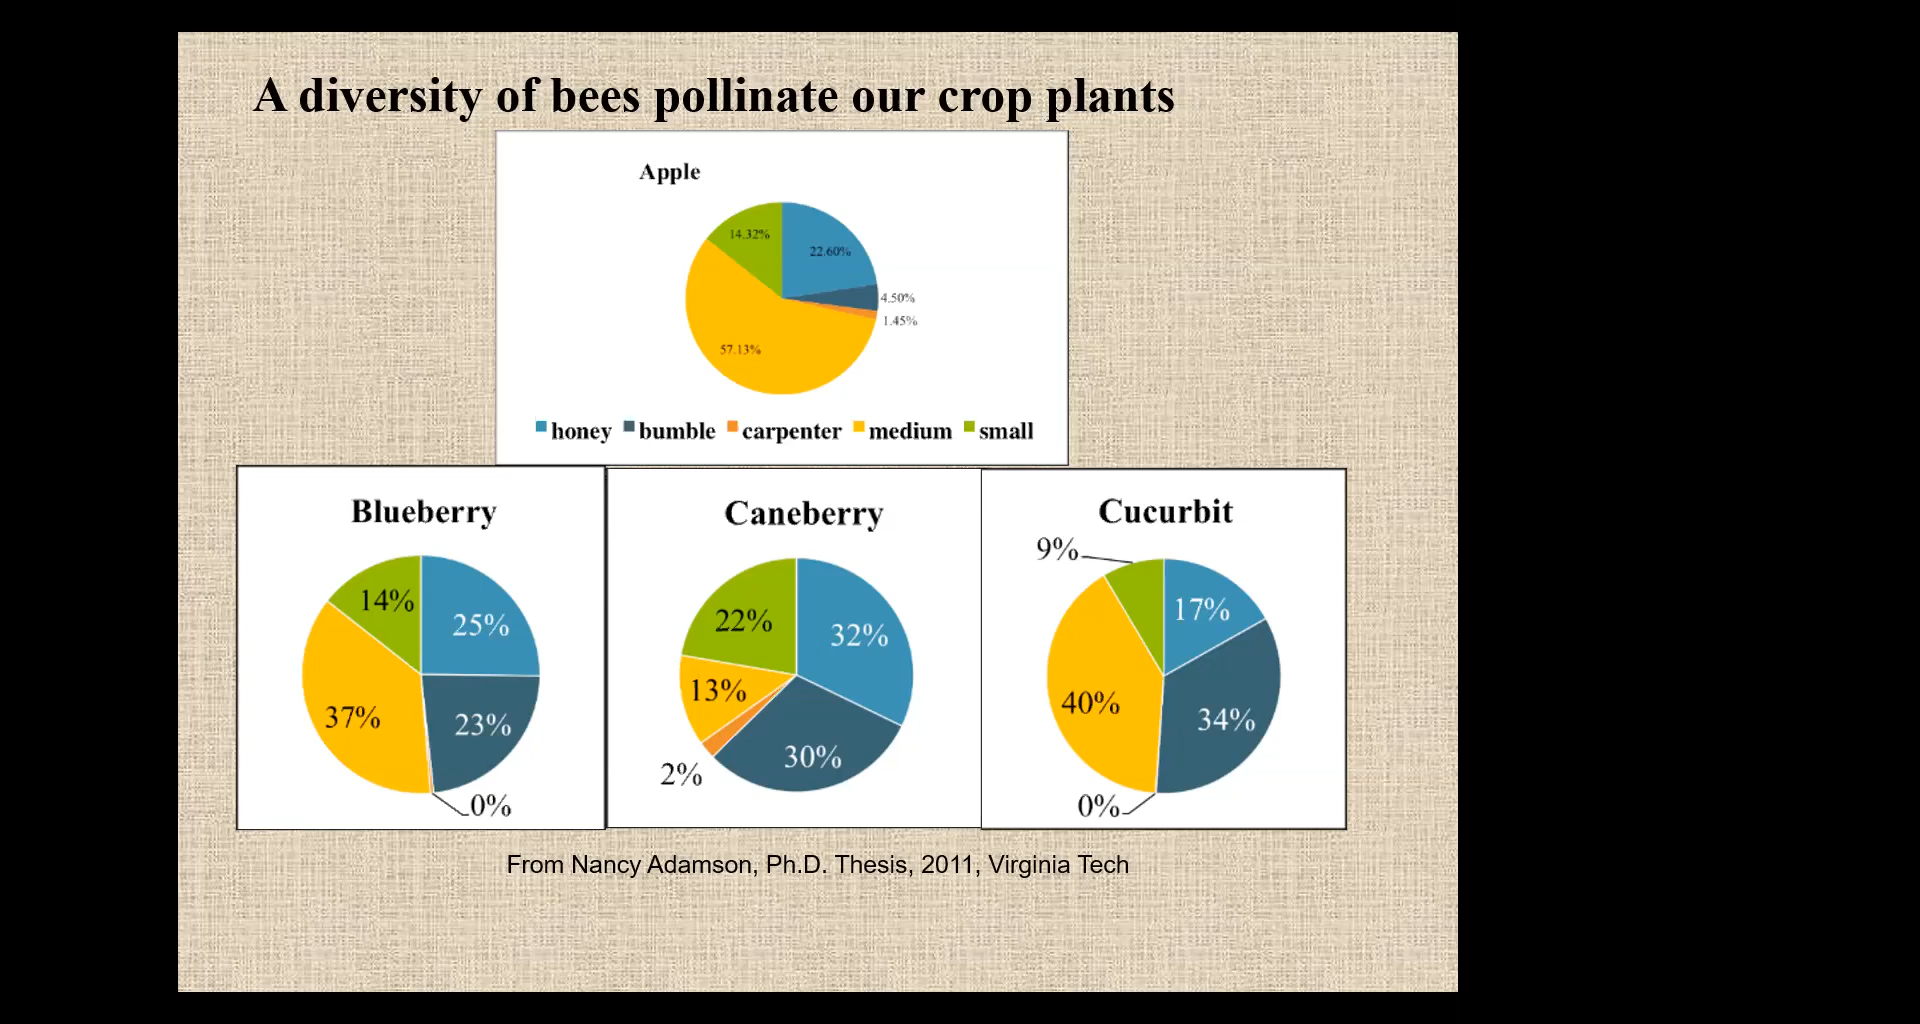 A diversity of bees pollinate our crop plants
Apple
14.32%
22.60%
4.50%
1.45%
57.13%
honey bumble carpenter medium small
Blueberry
14%
25%
37%
23%
0%
Caneberry
22%
32%
13%
30%
2%
Cucurbit
9%
17%
40%
34%
0%
From Nancy Adamson, Ph.D. Thesis, 2011, Virginia Tech